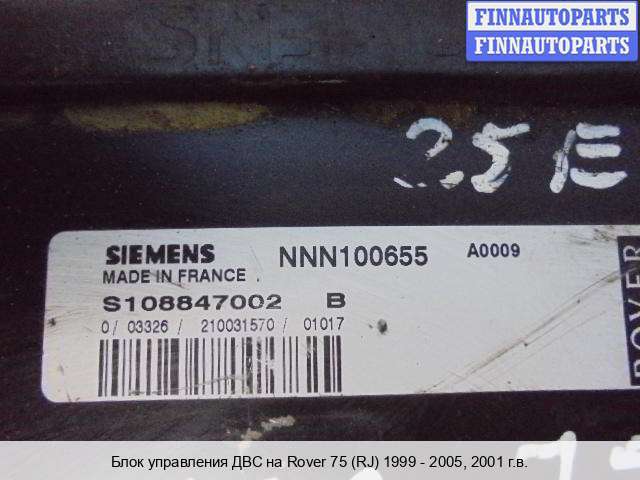 FINNAUTOPARTS
FINNAUTOPARTS
25
SIEMENS NNN100655 A0009
MADE IN FRANCE
S108847002 B
0/ 03326 / 210031570 / 01017
ROVER
Блок управления ДВС на Rover 75 (RJ) 1999 - 2005, 2001 г.в.